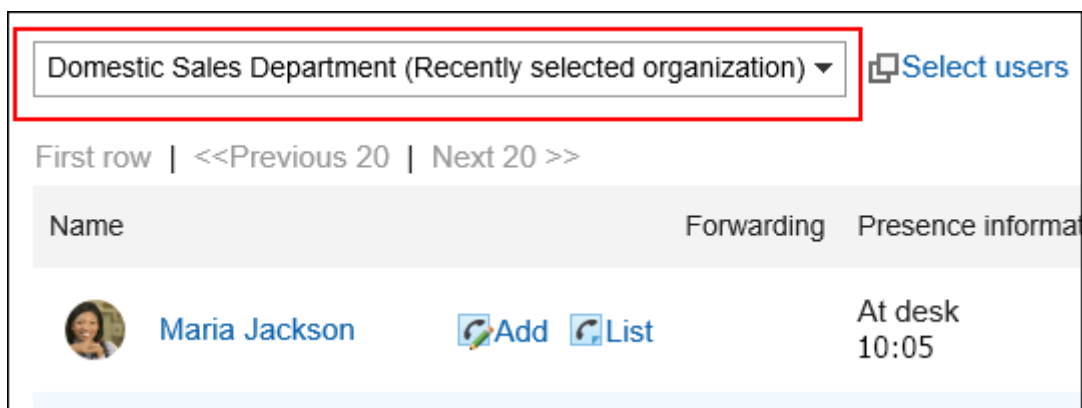 Domestic Sales Department (Recently selected organization) Select users
First row | <<Previous 20 | Next 20 >>
Name Forwarding Presence informat
Maria Jackson Add List At desk
10:05